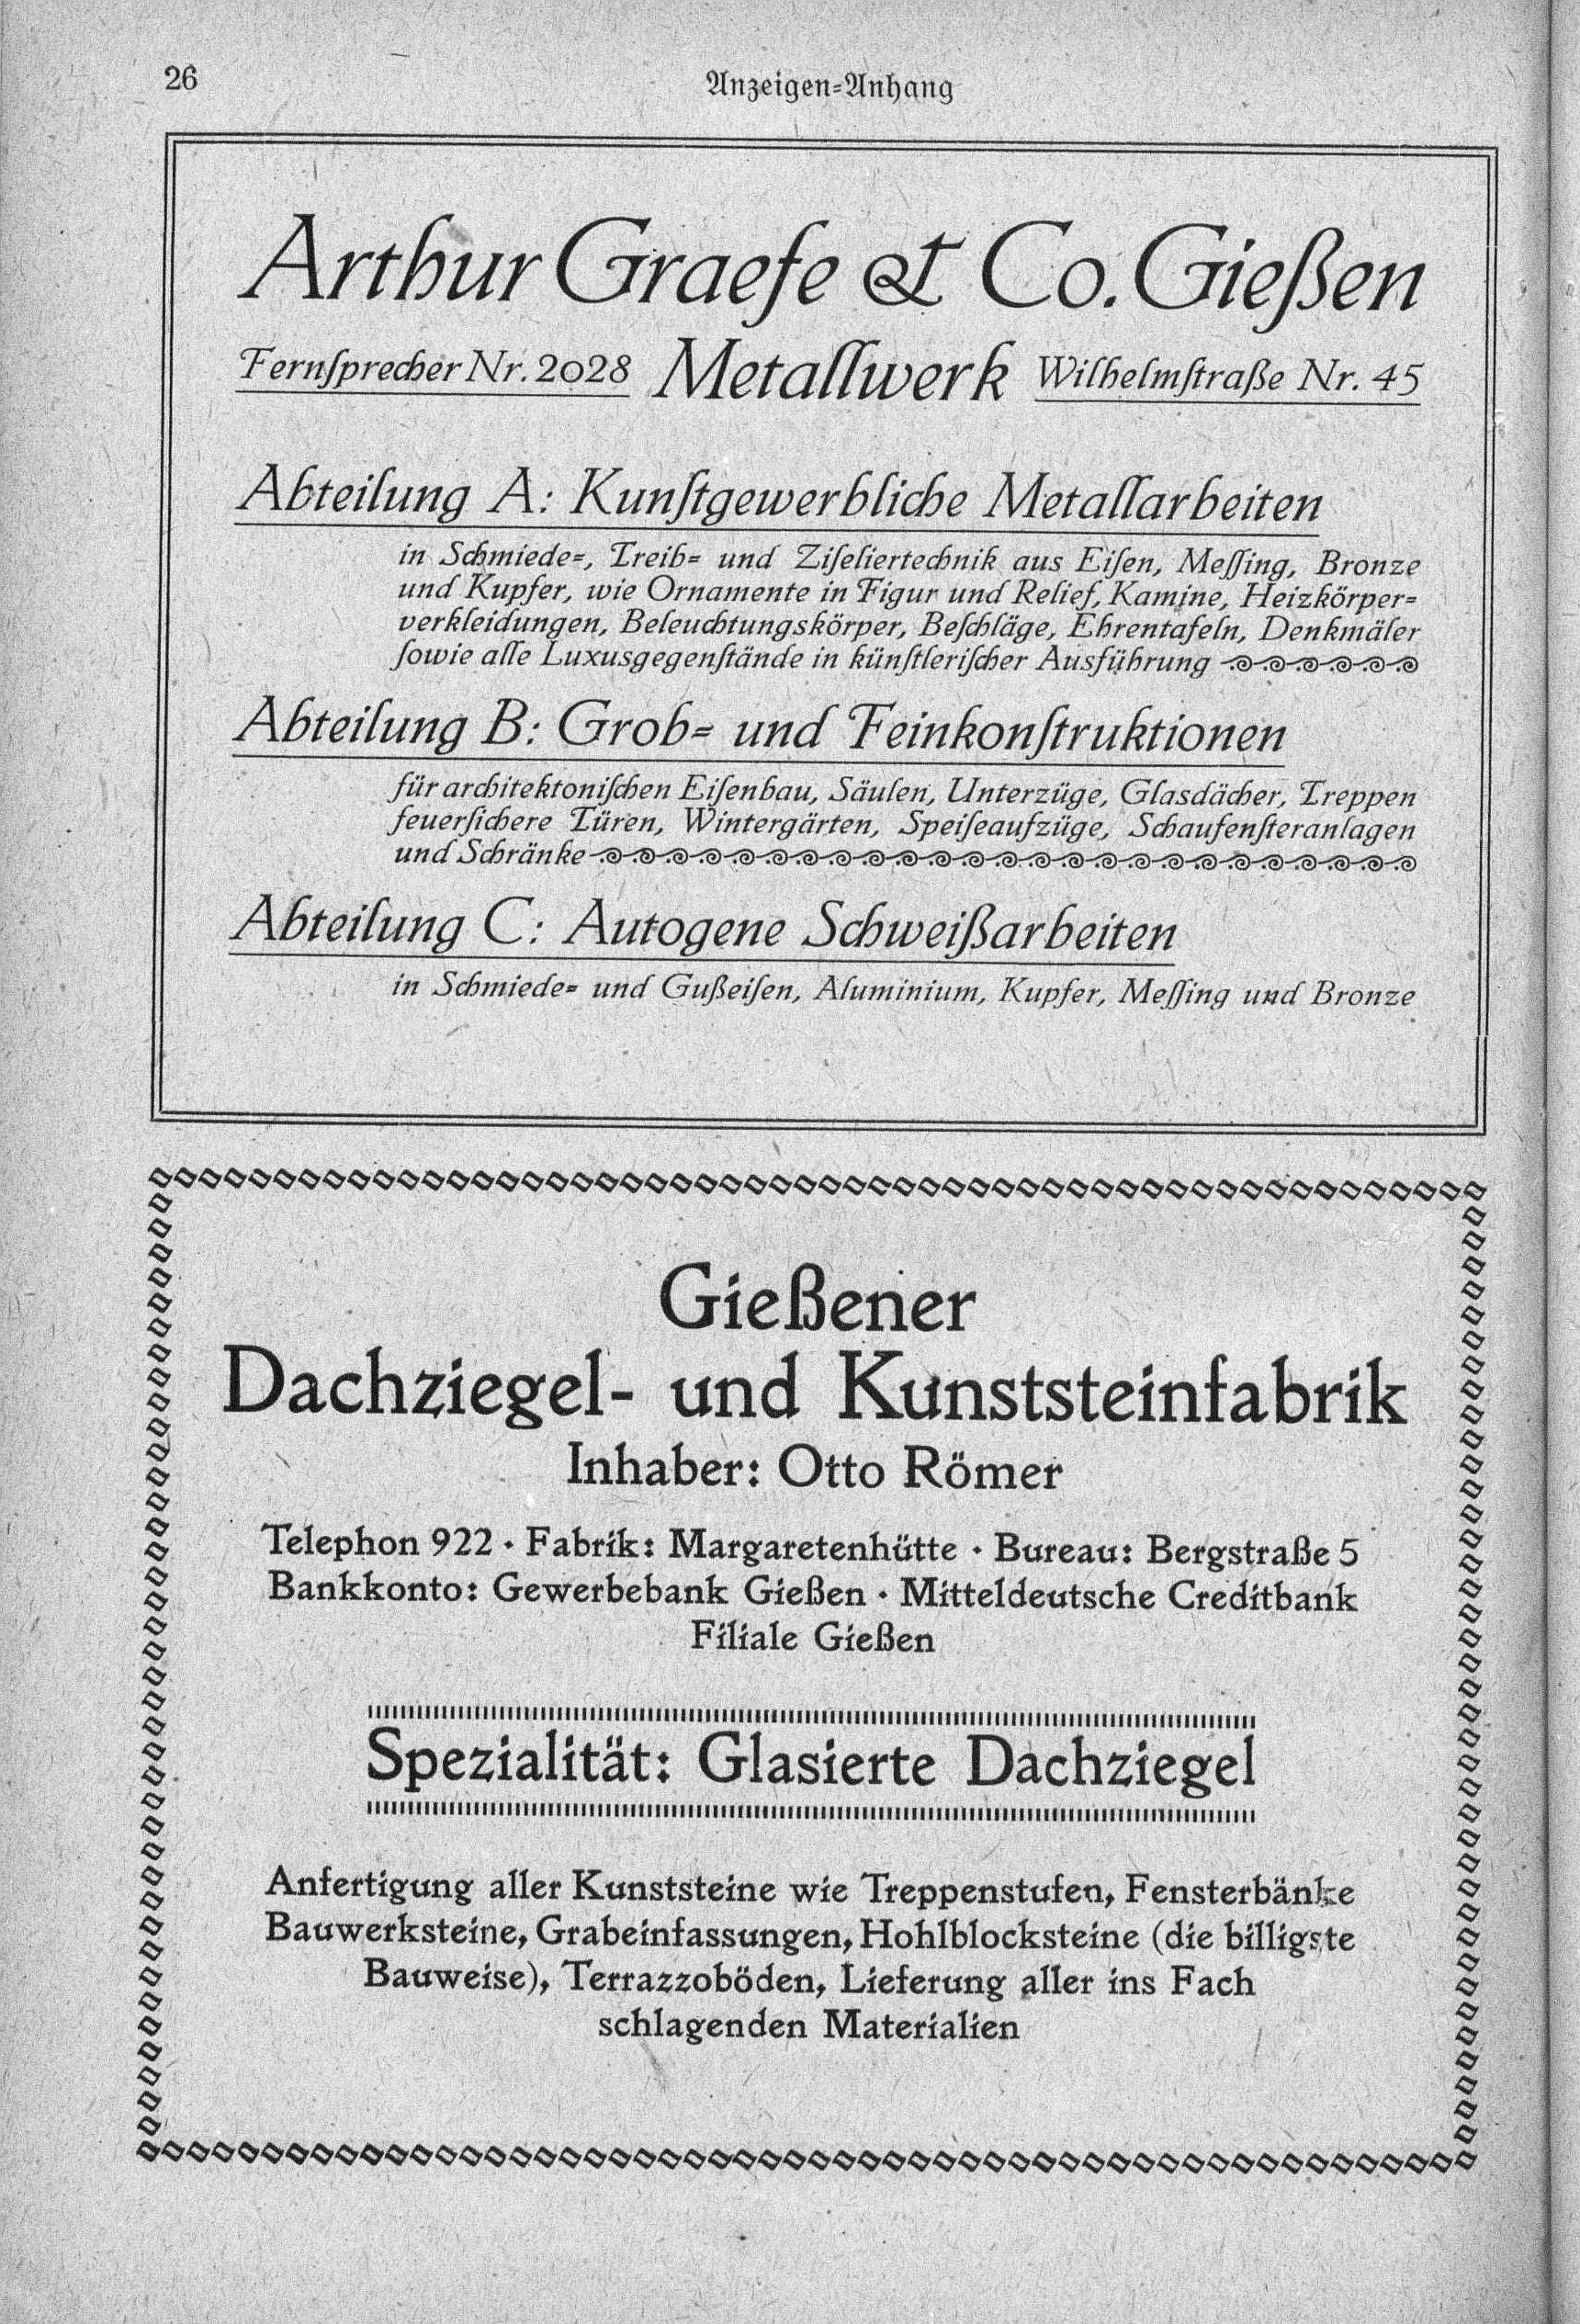 26
Anzeigen=Anhang
Arthur Graefe & Co. Gießen
Fernſprecher Nr. 2028 Metallwerk Wilhelmſtraße Nr. 45
Abteilung A: Kunſtgewerbliche Metallarbeiten
in Schmiede=, Treib= und Ziſeliertechnik aus Eiſen, Meſſing, Bronze
und Kupfer, wie Ornamente in Figur und Relief, Kamine, Heizkörper=
verkleidungen, Beleuchtungskörper, Beſchläge, Ehrentafeln, Denkmäler
ſowie alle Luxusgegenſtände in künſtleriſcher Ausführung
Abteilung B: Grob= und Feinkonſtruktionen
für architektoniſchen Eiſenbau, Säulen, Unterzüge, Glasdächer, Treppen
feuerſichere Türen, Wintergärten, Speiſeaufzüge, Schaufenſteranlagen
und Schränke
Abteilung C: Autogene Schweißarbeiten
in Schmiede= und Gußeiſen, Aluminium, Kupfer, Meſſing und Bronze
Gießener
Dachziegel- und Kunststeinfabrik
Inhaber: Otto Römer
Telephon 922 · Fabrik: Margaretenhütte · Bureau: Bergstraße 5
Bankkonto: Gewerbebank Gießen · Mitteldeutsche Creditbank
Filiale Gießen
Spezialität: Glasierte Dachziegel
Anfertigung aller Kunststeine wie Treppenstufen, Fensterbänke
Bauwerksteine, Grabeinfassungen, Hohlblocksteine (die billigste
Bauweise), Terrazzoböden, Lieferung aller ins Fach
schlagenden Materialien